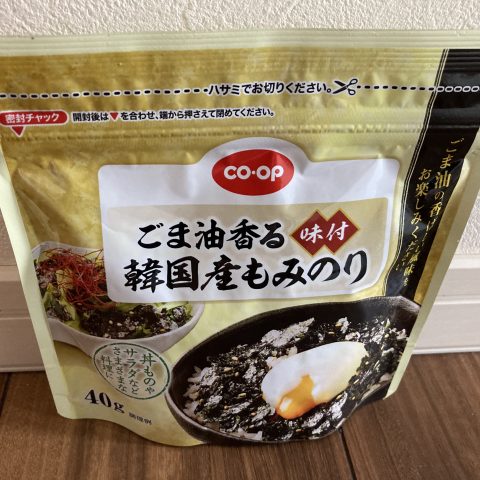 ハサミでお切りください。
密封チャック
開封後は▼を合わせ、端から押さえて閉めてください。
co·op
ごま油香る
味付
韓国産もみのり
ごま油の香
お楽しみください
丼ものや
サラダなど
さまざまな
料理に
40g
調理例